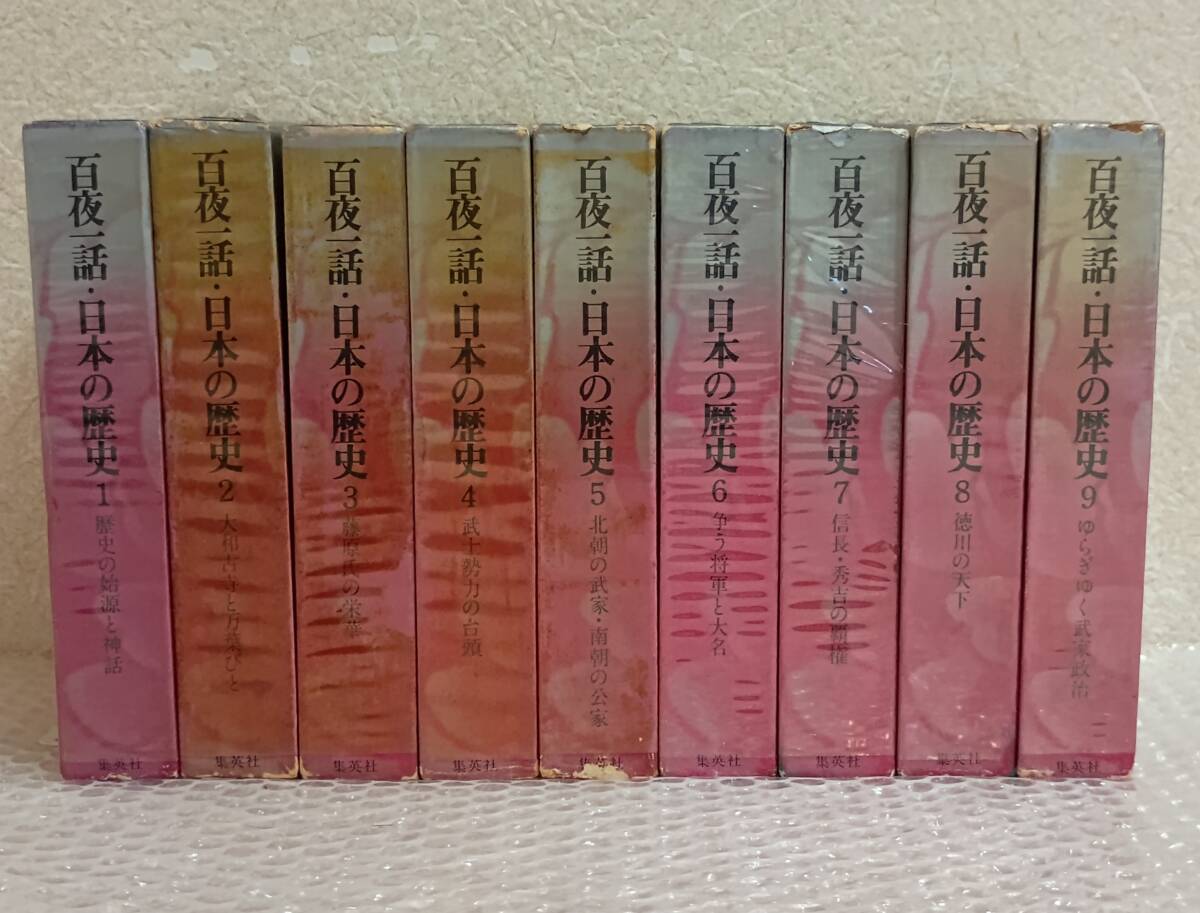 百夜一話・日本の歴史 1 歴史の始源と神話
集英社
百夜一話・日本の歴史 2 大和古寺と万葉びと
集英社
百夜一話・日本の歴史 3 藤原氏の栄華
集英社
百夜一話・日本の歴史 4 武士勢力の台頭
集英社
百夜一話・日本の歴史 5 北朝の武家・南朝の公家
集英社
百夜一話・日本の歴史 6 争う将軍と大名
集英社
百夜一話・日本の歴史 7 信長・秀吉の覇権
集英社
百夜一話・日本の歴史 8 徳川の天下
集英社
百夜一話・日本の歴史 9 ゆらぎゆく武家政治
集英社